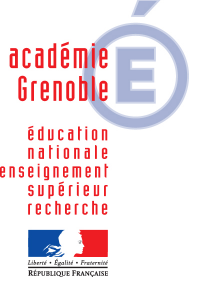 académie
Grenoble
É
éducation
nationale
enseignement
supérieur
recherche
Liberté • Égalité • Fraternité
RÉPUBLIQUE FRANÇAISE